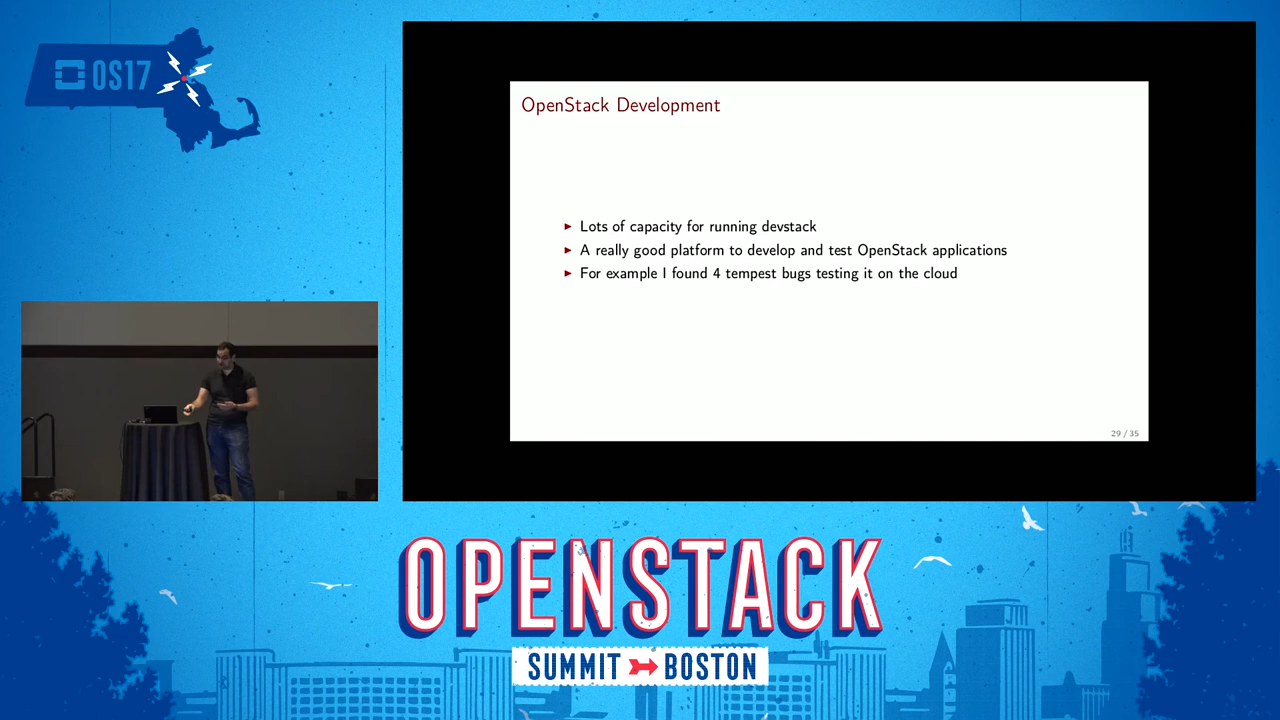 OS17
OpenStack Development
► Lots of capacity for running devstack
► A really good platform to develop and test OpenStack applications
► For example I found 4 tempest bugs testing it on the cloud
29 / 35
OPENSTACK
SUMMIT BOSTON